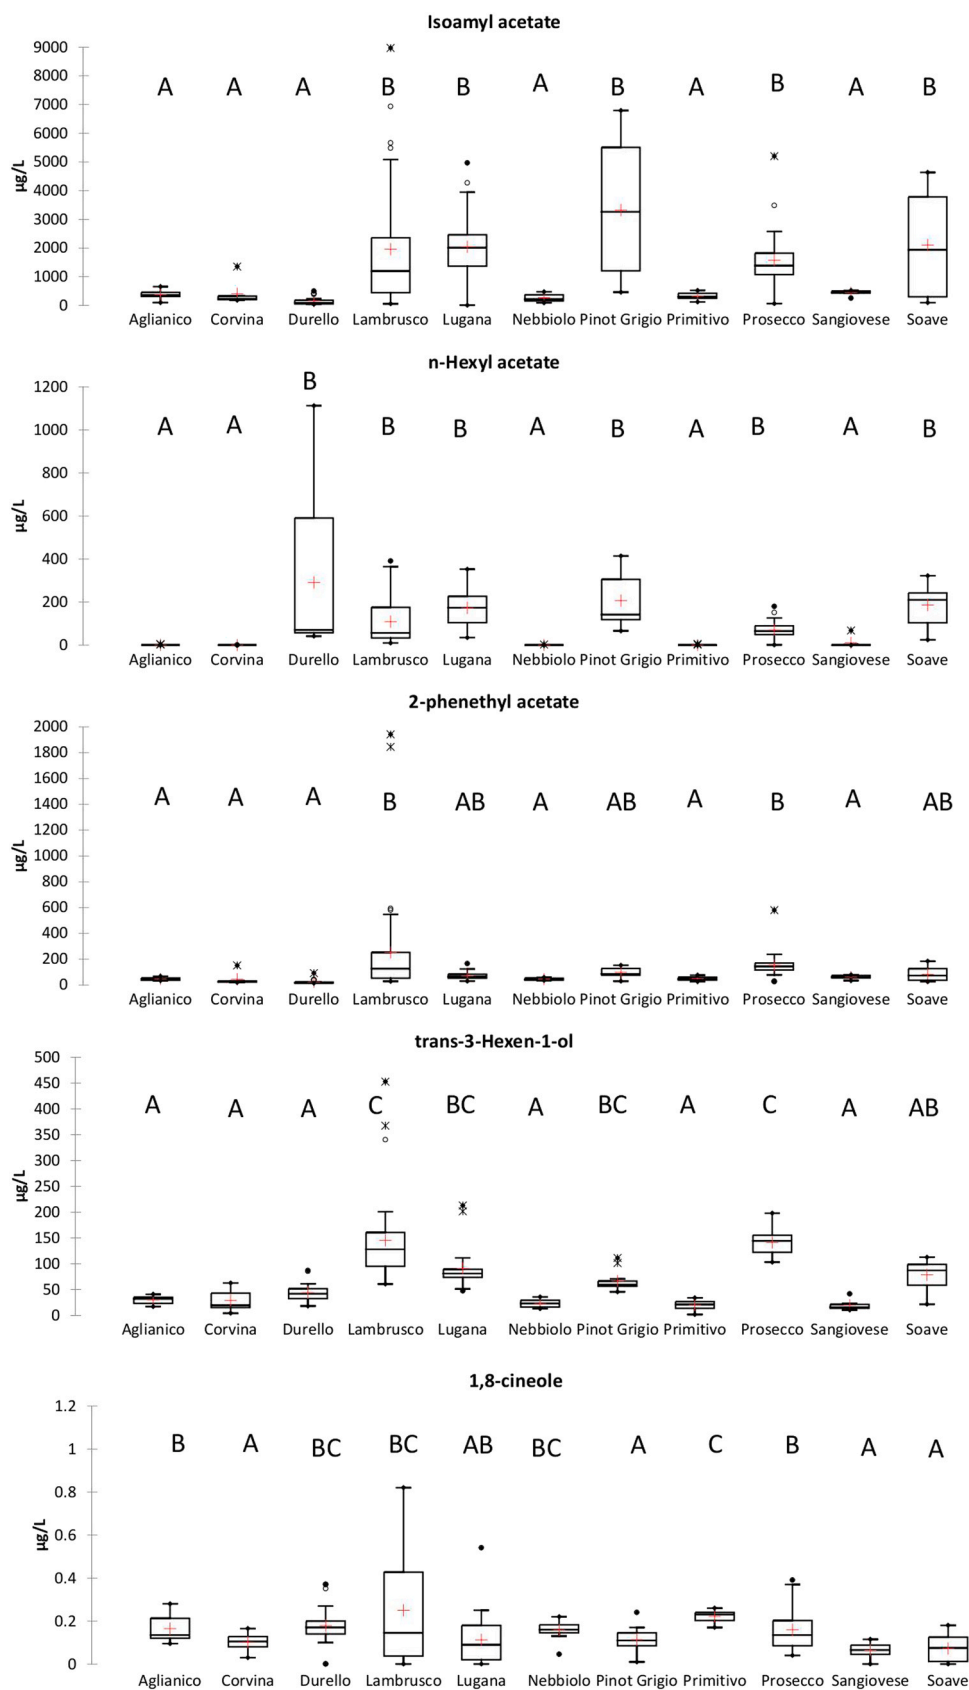 Isoamyl acetate
9000
8000
7000
6000
5000
4000
3000
2000
1000
0
µg/L
A A A B B A B A B A B
Aglianico Corvina Durello Lambrusco Lugana Nebbiolo Pinot Grigio Primitivo Prosecco Sangiovese Soave
n-Hexyl acetate
1200
1000
800
600
400
200
0
µg/L
A A B B B A B A B A B
Aglianico Corvina Durello Lambrusco Lugana Nebbiolo Pinot Grigio Primitivo Prosecco Sangiovese Soave
2-phenethyl acetate
2000
1800
1600
1400
1200
1000
800
600
400
200
0
µg/L
A A A B AB A AB A B A AB
Aglianico Corvina Durello Lambrusco Lugana Nebbiolo Pinot Grigio Primitivo Prosecco Sangiovese Soave
trans-3-Hexen-1-ol
500
450
400
350
300
250
200
150
100
50
0
µg/L
A A A C BC A BC A C A AB
Aglianico Corvina Durello Lambrusco Lugana Nebbiolo Pinot Grigio Primitivo Prosecco Sangiovese Soave
1,8-cineole
1.2
1
0.8
0.6
0.4
0.2
0
µg/L
B A BC BC AB BC A C B A A
Aglianico Corvina Durello Lambrusco Lugana Nebbiolo Pinot Grigio Primitivo Prosecco Sangiovese Soave